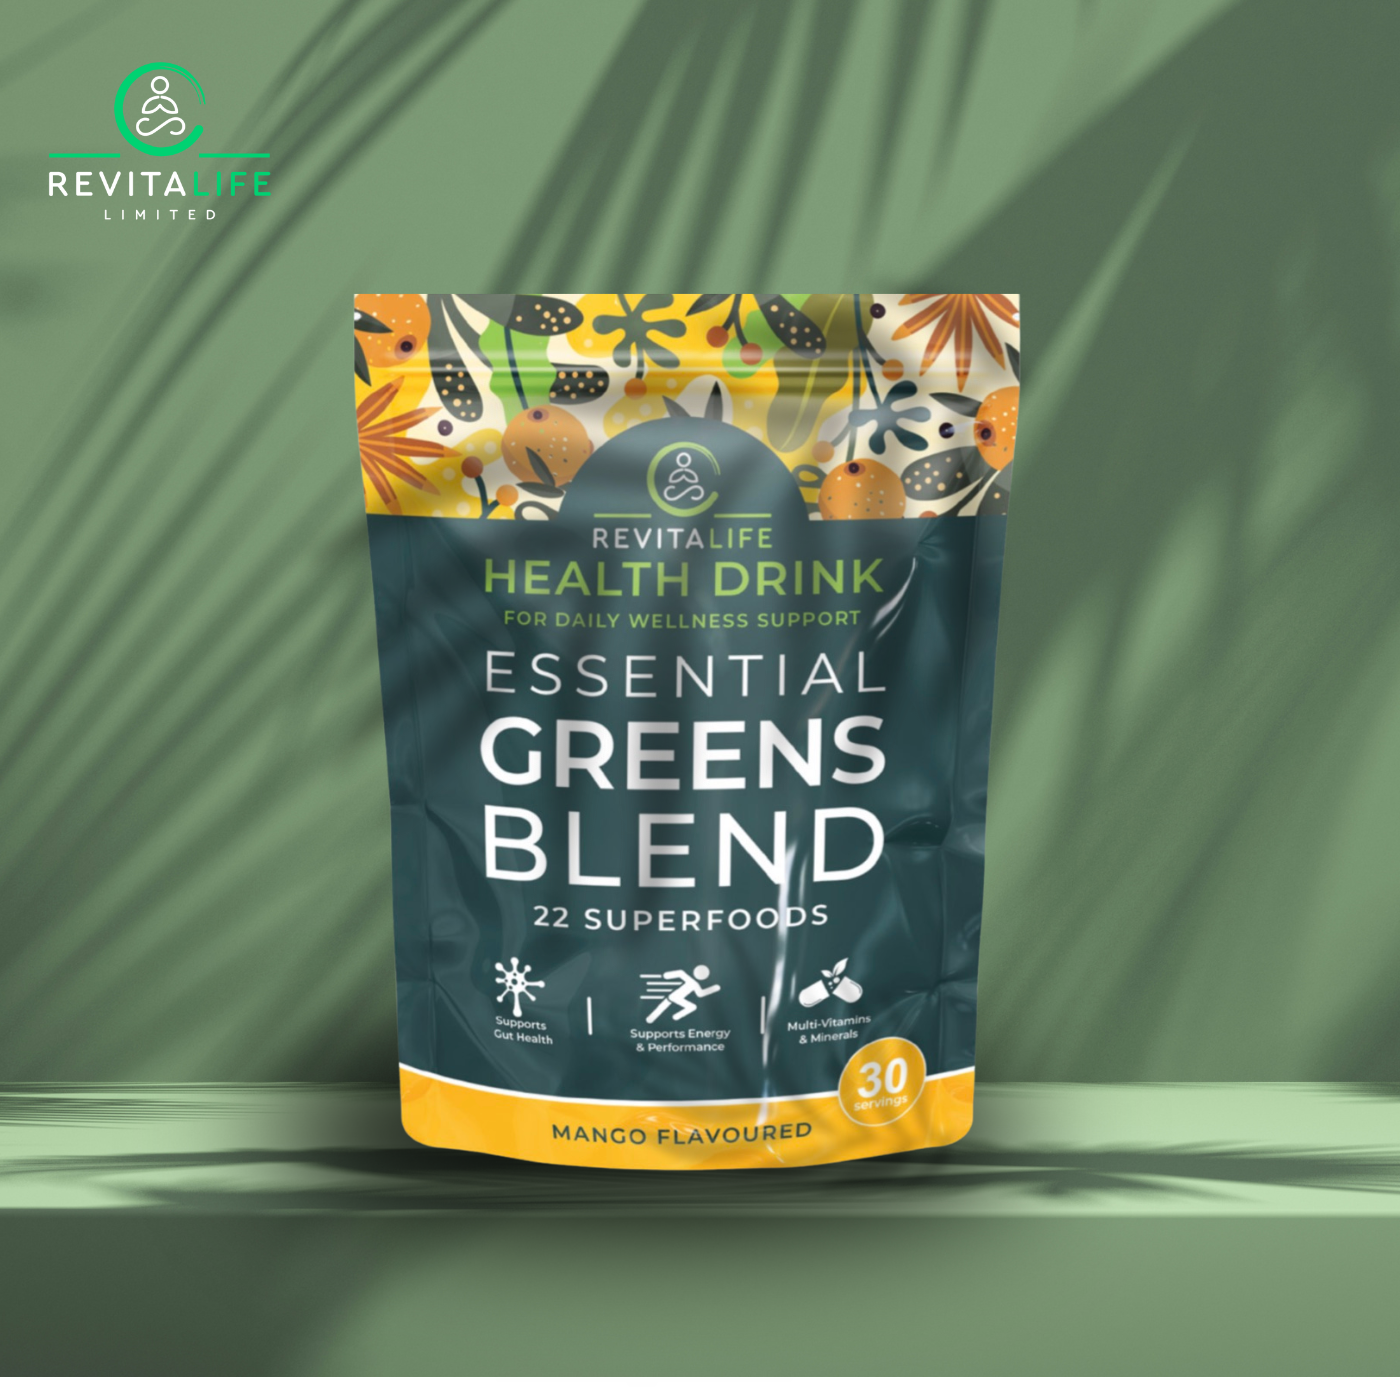 REVITALIFE
LIMITED
REVITALIFE
HEALTH DRINK
FOR DAILY WELLNESS SUPPORT
ESSENTIAL
GREENS
BLEND
22 SUPERFOODS
Supports
Gut Health
Supports Energy
& Performance
Multi-Vitamins
& Minerals
30
servings
MANGO FLAVOURED